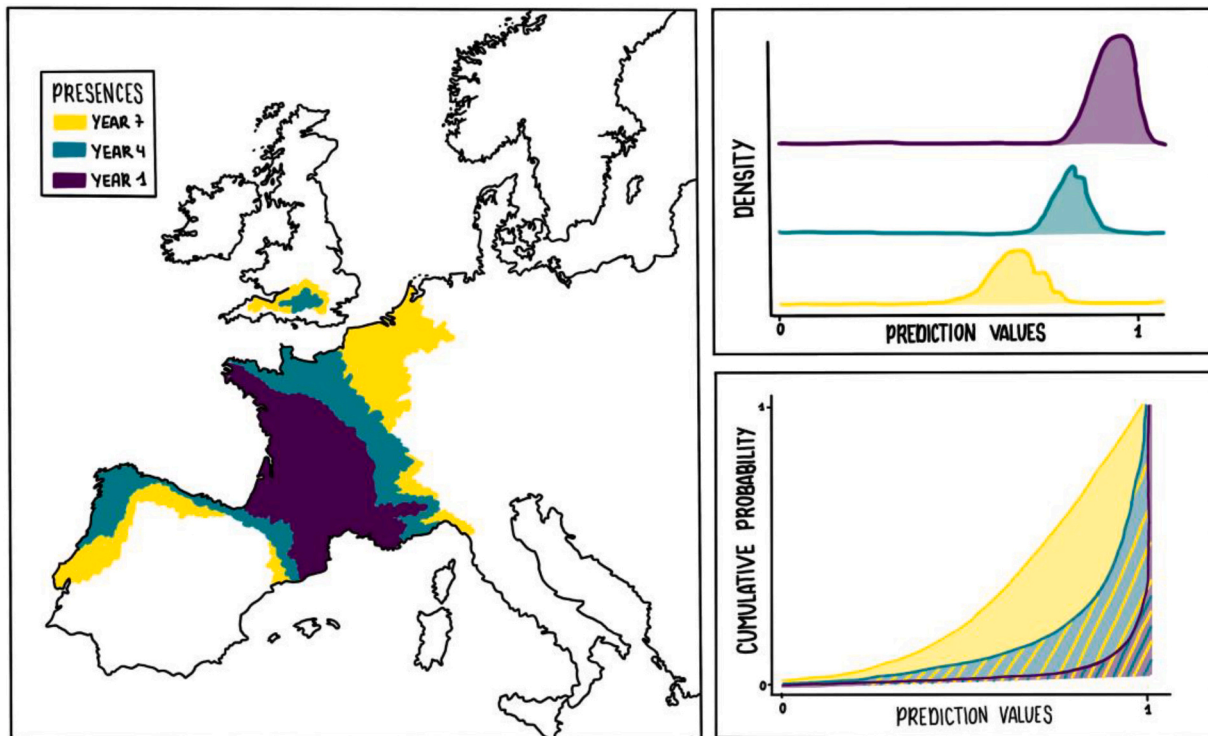 PRESENCES
YEAR 7
YEAR 4
YEAR 1
DENSITY
0
1
PREDICTION VALUES
CUMULATIVE PROBABILITY
1
0
0
1
PREDICTION VALUES